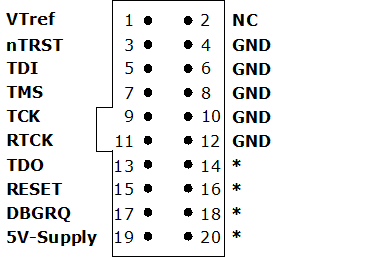 VTref 1 2 NC
nTRST 3 4 GND
TDI 5 6 GND
TMS 7 8 GND
TCK 9 10 GND
RTCK 11 12 GND
TDO 13 14 *
RESET 15 16 *
DBGRQ 17 18 *
5V-Supply 19 20 *